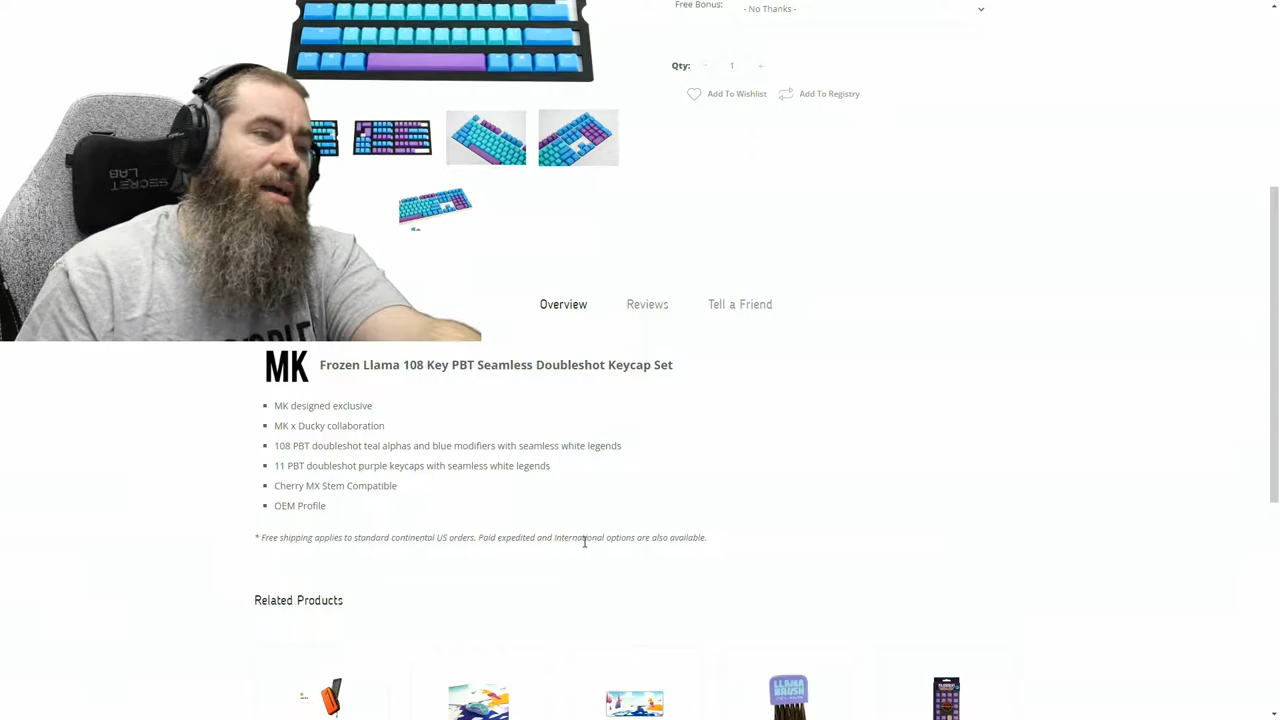 Free Bonus:
- No Thanks -
Qty:
- 1 +
Add To Wishlist
Add To Registry
SECRET
LAB
Overview
Reviews
Tell a Friend
MK
Frozen Llama 108 Key PBT Seamless Doubleshot Keycap Set
MK designed exclusive
MK x Ducky collaboration
108 PBT doubleshot teal alphas and blue modifiers with seamless white legends
11 PBT doubleshot purple keycaps with seamless white legends
Cherry MX Stem Compatible
OEM Profile
* Free shipping applies to standard continental US orders. Paid expedited and International options are also available.
Related Products
LLAMA
BRUSH